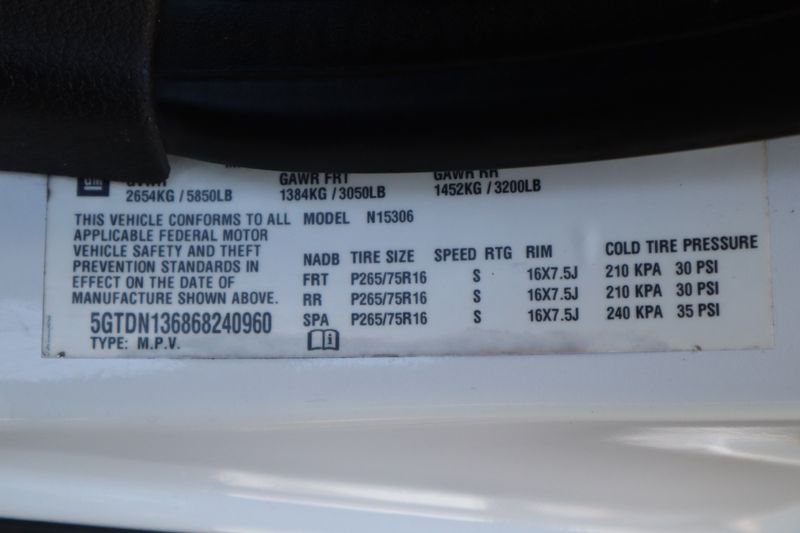 GM
GAWR FRT GAWR RR
2654KG / 5850LB 1384KG / 3050LB 1452KG / 3200LB
THIS VEHICLE CONFORMS TO ALL MODEL N15306
APPLICABLE FEDERAL MOTOR
VEHICLE SAFETY AND THEFT
PREVENTION STANDARDS IN
EFFECT ON THE DATE OF
MANUFACTURE SHOWN ABOVE.
NADB TIRE SIZE SPEED RTG RIM COLD TIRE PRESSURE
FRT P265/75R16 S 16X7.5J 210 KPA 30 PSI
RR P265/75R16 S 16X7.5J 210 KPA 30 PSI
SPA P265/75R16 S 16X7.5J 240 KPA 35 PSI
5GTDN136868240960
TYPE: M.P.V.